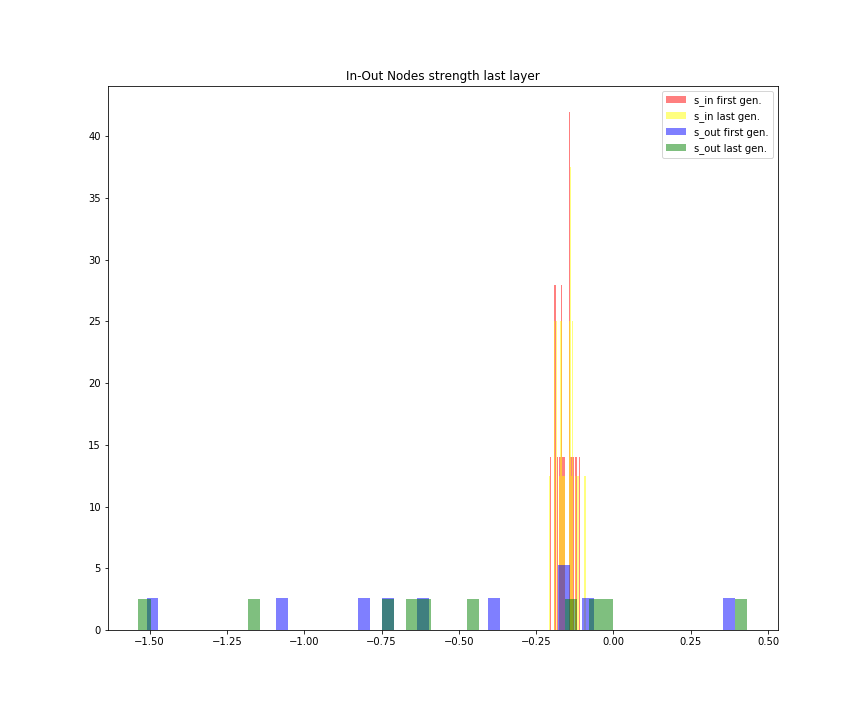 In-Out Nodes strength last layer
s_in first gen.
s_in last gen.
s_out first gen.
s_out last gen.
40
35
30
25
20
15
10
5
0
−1.50 −1.25 −1.00 −0.75 −0.50 −0.25 0.00 0.25 0.50